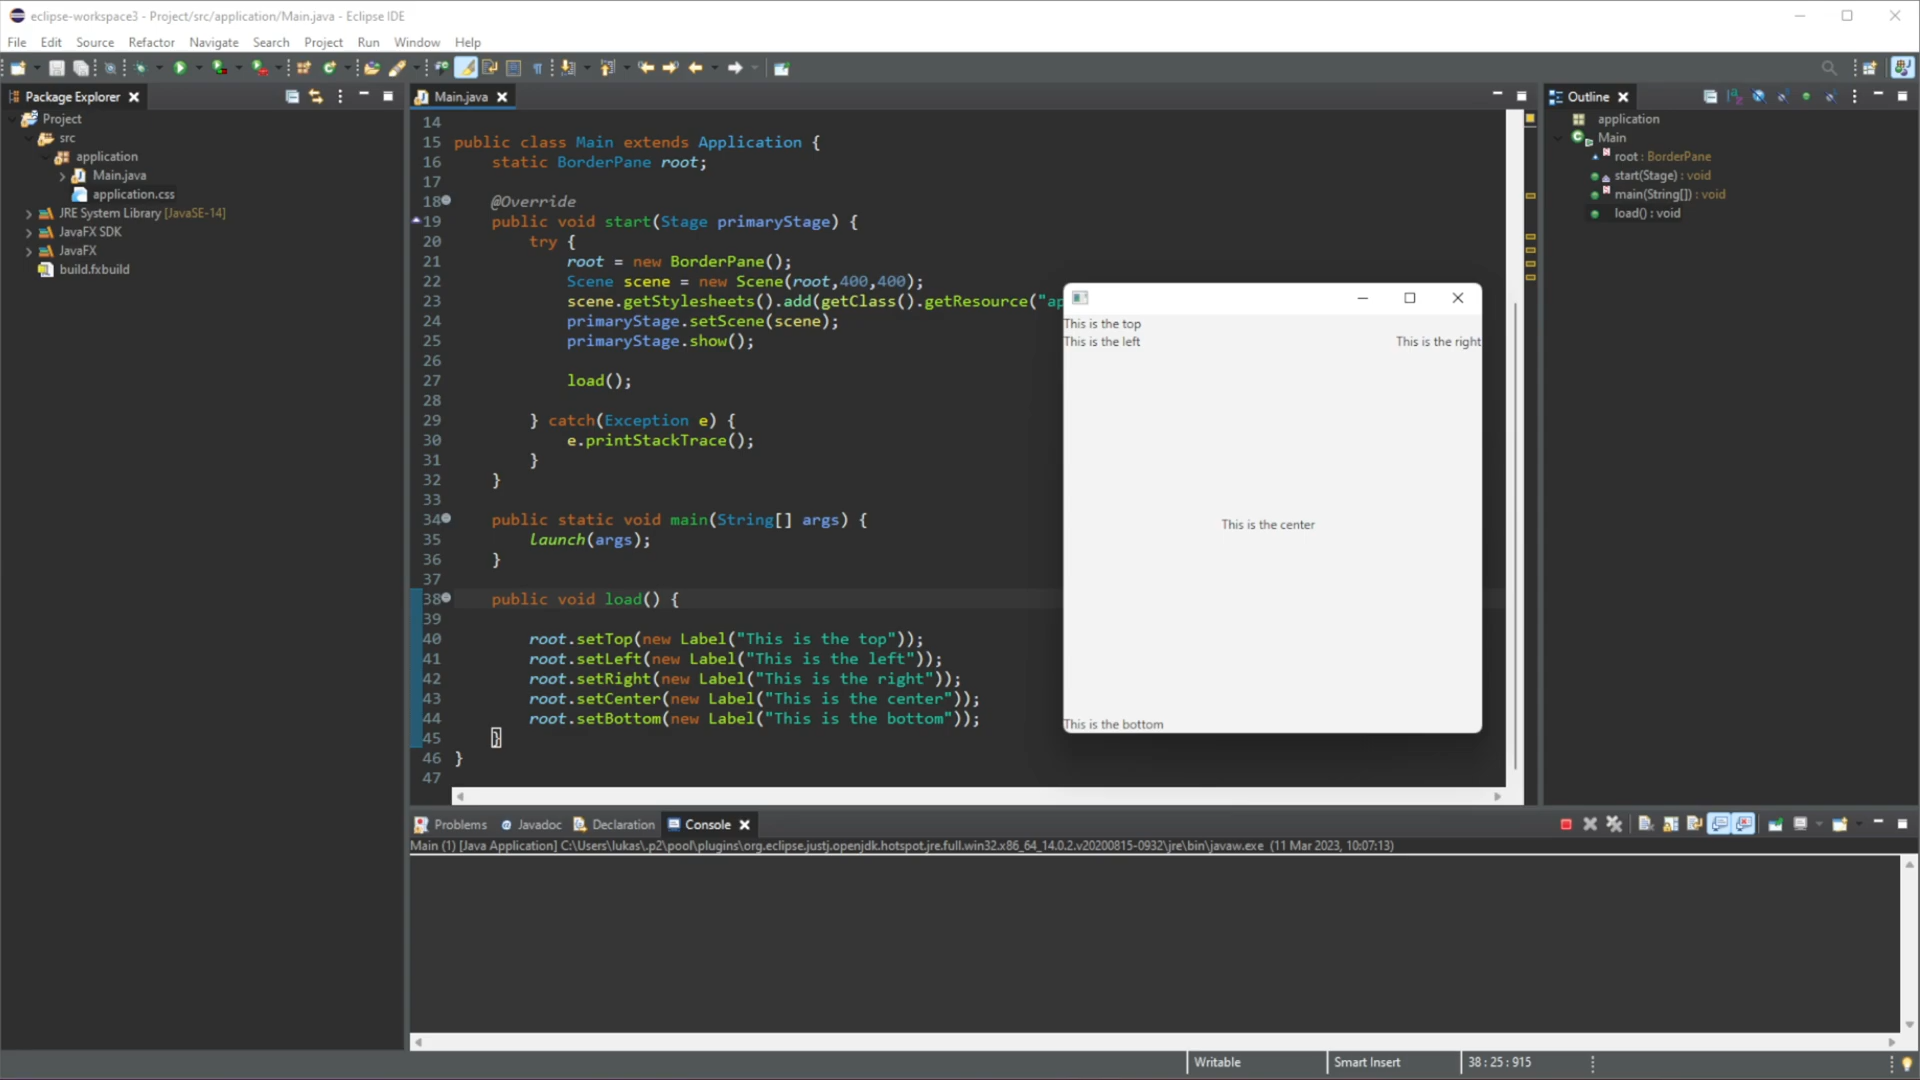 eclipse-workspace3 - Project/src/application/Main.java - Eclipse IDE
File Edit Source Refactor Navigate Search Project Run Window Help
Package Explorer
Project
src
application
Main.java
application.css
JRE System Library [JavaSE-14]
JavaFX SDK
JavaFX
build.fxbuild
Main.java
14
15 public class Main extends Application {
16 static BorderPane root;
17
18 @Override
19 public void start(Stage primaryStage) {
20 try {
21 root = new BorderPane();
22 Scene scene = new Scene(root,400,400);
23 scene.getStylesheets().add(getClass().getResource("ap
24 primaryStage.setScene(scene);
25 primaryStage.show();
26
27 load();
28
29 } catch(Exception e) {
30 e.printStackTrace();
31 }
32 }
33
34 public static void main(String[] args) {
35 launch(args);
36 }
37
38 public void load() {
39
40 root.setTop(new Label("This is the top"));
41 root.setLeft(new Label("This is the left"));
42 root.setRight(new Label("This is the right"));
43 root.setCenter(new Label("This is the center"));
44 root.setBottom(new Label("This is the bottom"));
45 }
46 }
47
This is the top
This is the left This is the right
This is the center
This is the bottom
Outline
application
Main
root : BorderPane
start(Stage) : void
main(String[]) : void
load() : void
Problems Javadoc Declaration Console
Main (1) [Java Application] C:\Users\lukas\.p2\pool\plugins\org.eclipse.justj.openjdk.hotspot.jre.full.win32.x86_64_14.0.2.v20200815-0932\jre\bin\javaw.exe (11 Mar 2023, 10:07:13)
Writable Smart Insert 38 : 25 : 915